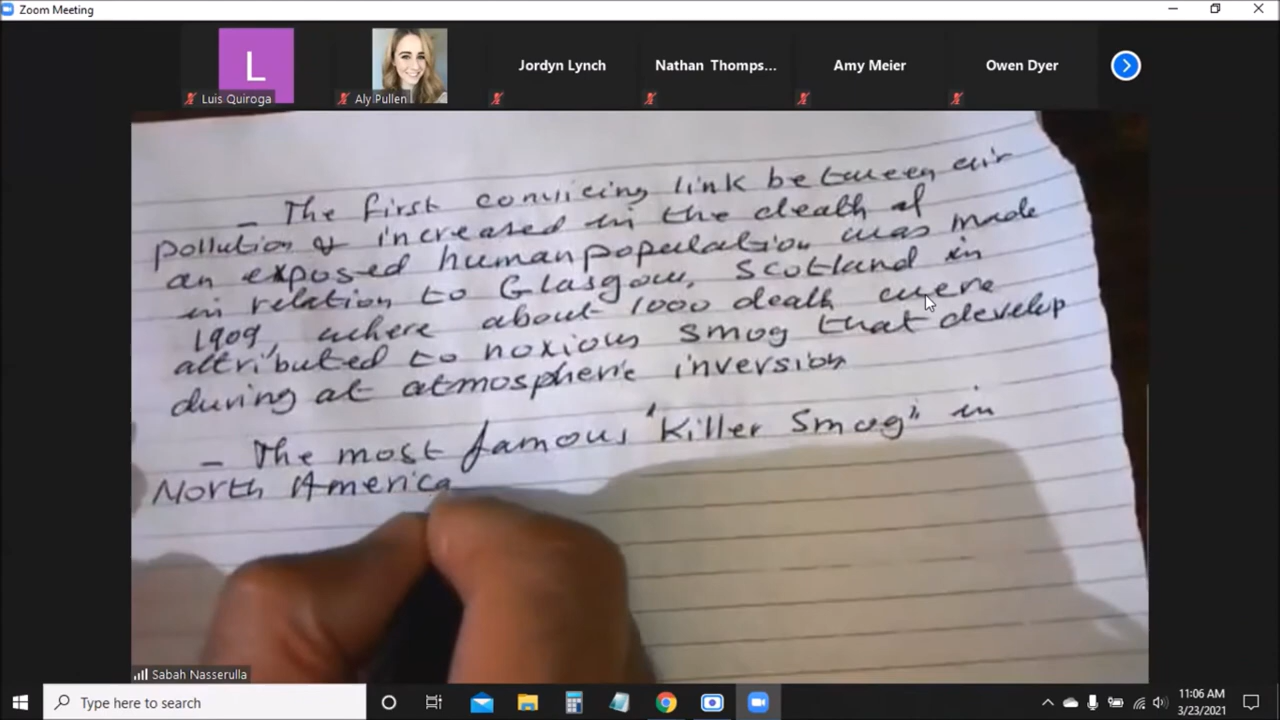 Zoom Meeting
L
Luis Quiroga
Aly Pullen
Jordyn Lynch
Nathan Thomps...
Amy Meier
Owen Dyer
- The first convicing link between air
pollution & increased in the death of
an exposed human population was made
in relation to Glasgow, Scotland in
1909, where about 1000 death were
attributed to noxious smog that develop
during at atmospheric inversion
- The most famous "Killer Smog" in
North America
Sabah Nasserulla
Type here to search
11:06 AM
3/23/2021